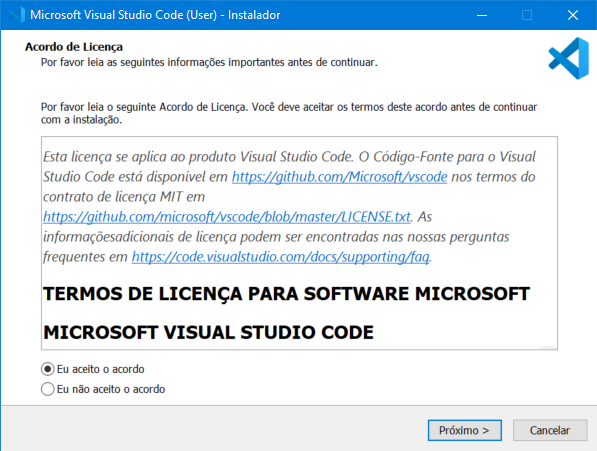 Microsoft Visual Studio Code (User) - Instalador
Acordo de Licença
Por favor leia as seguintes informações importantes antes de continuar.
Por favor leia o seguinte Acordo de Licença. Você deve aceitar os termos deste acordo antes de continuar
com a instalação.
Esta licença se aplica ao produto Visual Studio Code. O Código-Fonte para o Visual
Studio Code está disponível em https://github.com/Microsoft/vscode nos termos do
contrato de licença MIT em
https://github.com/microsoft/vscode/blob/master/LICENSE.txt. As
informaçõesadicionais de licença podem ser encontradas nas nossas perguntas
frequentes em https://code.visualstudio.com/docs/supporting/faq.
TERMOS DE LICENÇA PARA SOFTWARE MICROSOFT
MICROSOFT VISUAL STUDIO CODE
Eu aceito o acordo
Eu não aceito o acordo
Próximo >
Cancelar